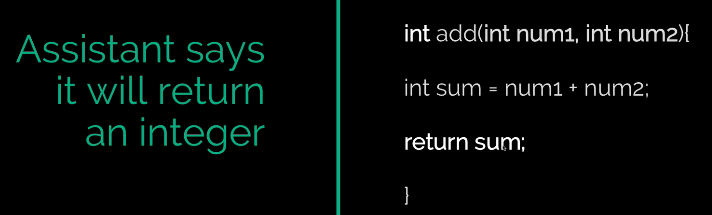 Assistant says
it will return
an integer
int add(int num1, int num2){
int sum = num1 + num2;
return sum;
}